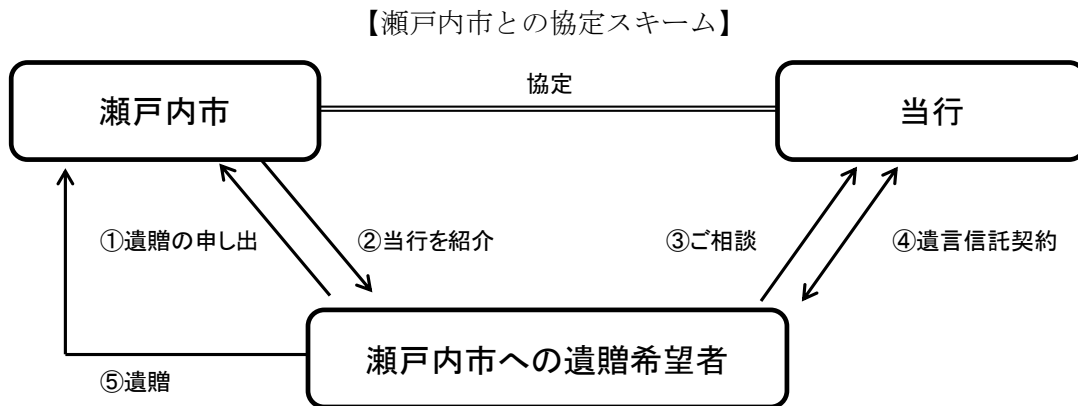 【瀬戸内市との協定スキーム】
瀬戸内市
協定
当行
①遺贈の申し出
②当行を紹介
③ご相談
④遺言信託契約
瀬戸内市への遺贈希望者
⑤遺贈